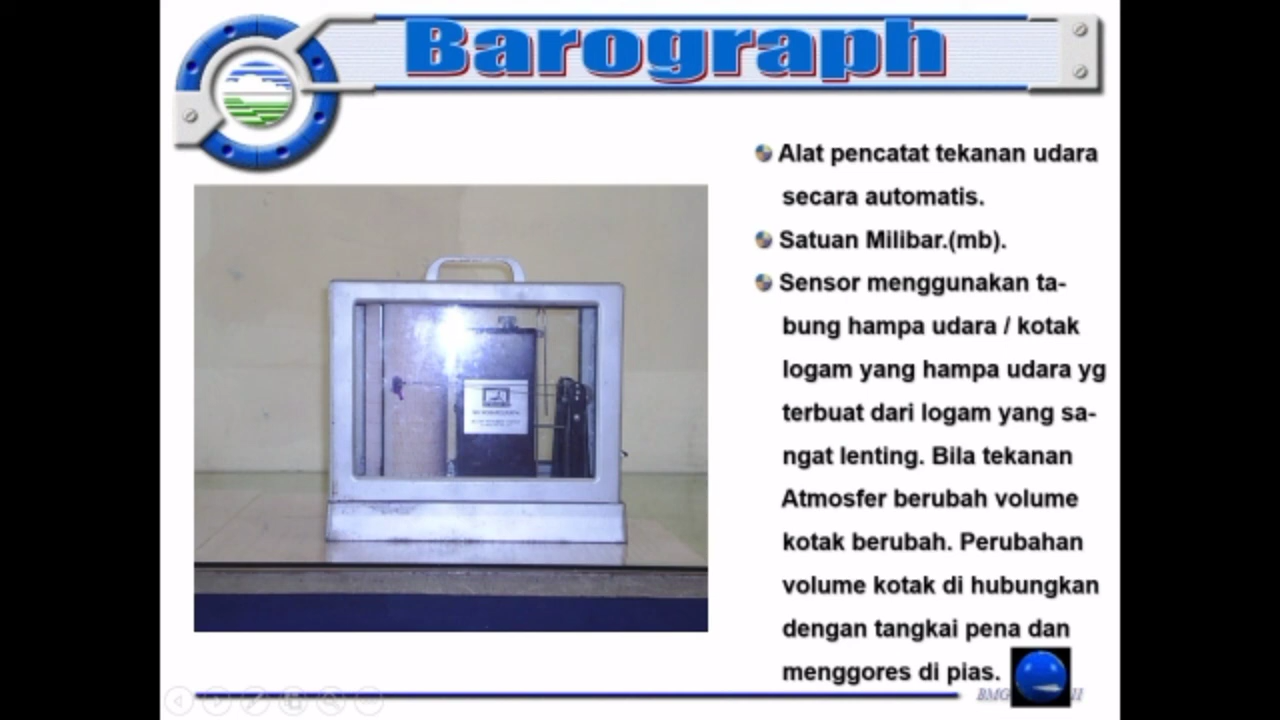 Barograph
Alat pencatat tekanan udara
secara automatis.
Satuan Milibar.(mb).
Sensor menggunakan ta-
bung hampa udara / kotak
logam yang hampa udara yg
terbuat dari logam yang sa-
ngat lenting. Bila tekanan
Atmosfer berubah volume
kotak berubah. Perubahan
volume kotak di hubungkan
dengan tangkai pena dan
menggores di pias.